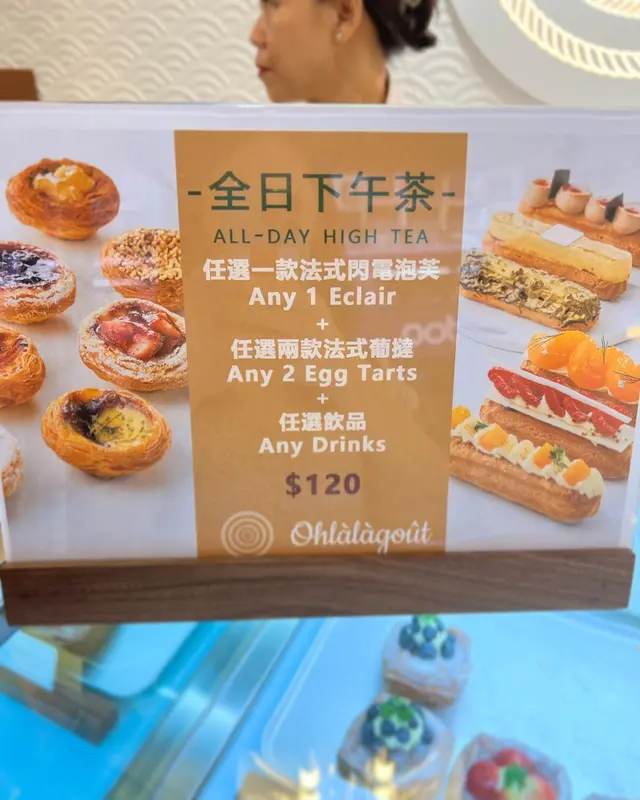 -全日下午茶-
ALL-DAY HIGH TEA
任選一款法式閃電泡芙
Any 1 Eclair
+
任選兩款法式葡撻
Any 2 Egg Tarts
+
任選飲品
Any Drinks
$120
Ohlàlàgoût